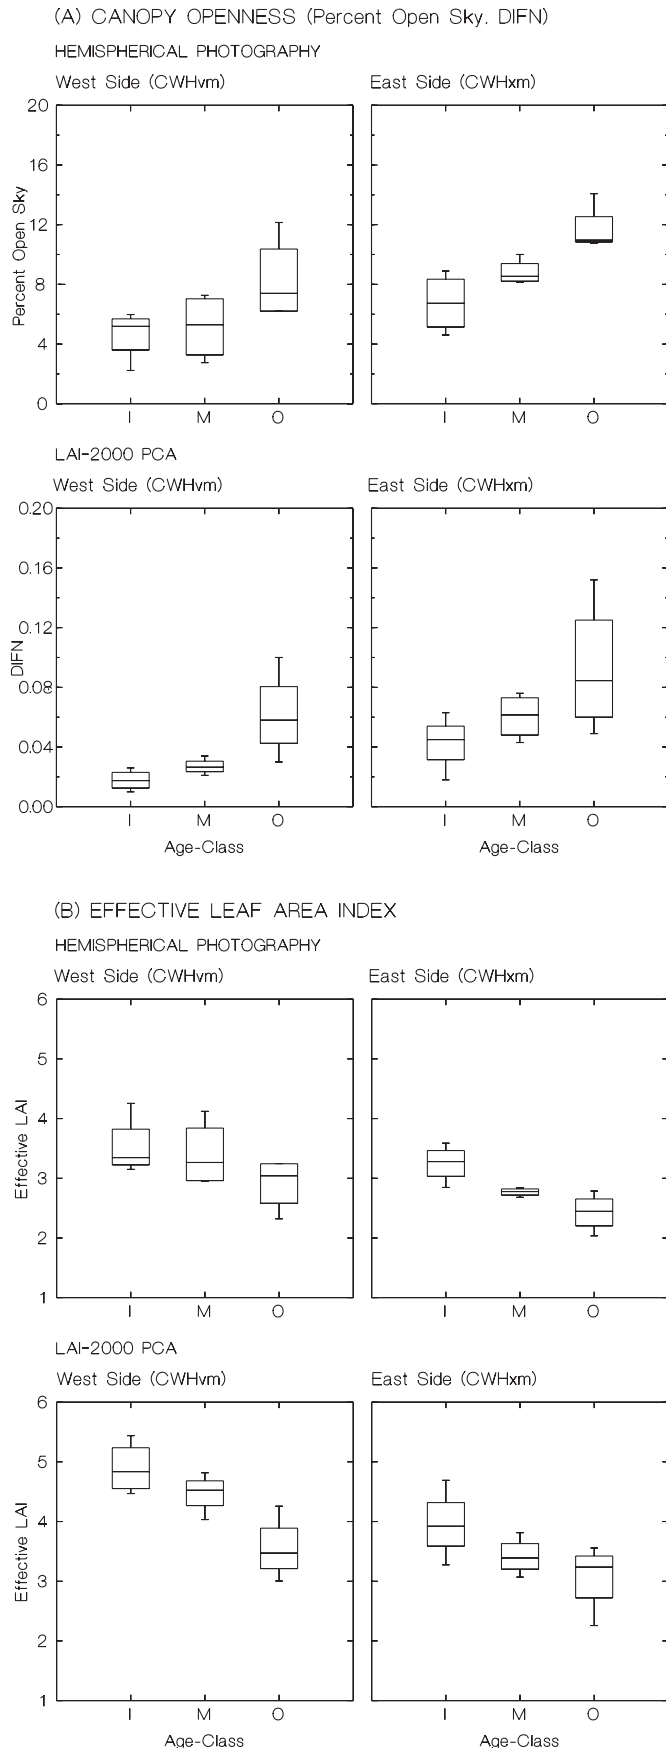 (A) CANOPY OPENNESS (Percent Open Sky, DIFN)
HEMISPHERICAL PHOTOGRAPHY
West Side (CWHvm) East Side (CWHxm)
Percent Open Sky
20
16
12
8
4
0
I M O I M O
LAI-2000 PCA
West Side (CWHvm) East Side (CWHxm)
DIFN
0.20
0.16
0.12
0.08
0.04
0.00
I M O I M O
Age-Class Age-Class
(B) EFFECTIVE LEAF AREA INDEX
HEMISPHERICAL PHOTOGRAPHY
West Side (CWHvm) East Side (CWHxm)
Effective LAI
6
5
4
3
2
1
I M O I M O
LAI-2000 PCA
West Side (CWHvm) East Side (CWHxm)
Effective LAI
6
5
4
3
2
1
I M O I M O
Age-Class Age-Class